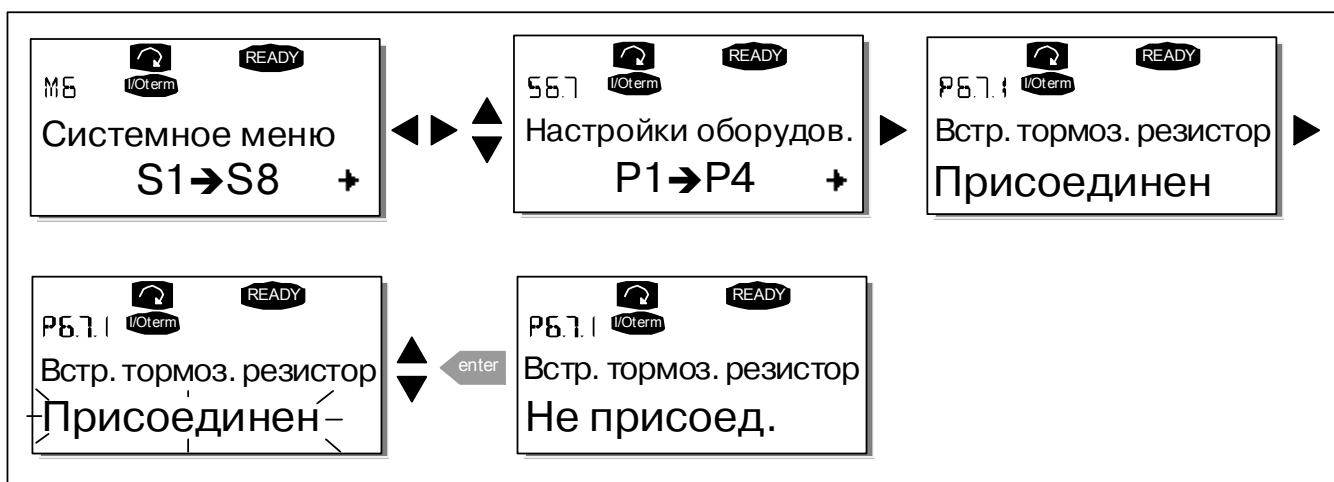 READY
M6 I/Oterm
Системное меню
S1➔S8
READY
S6.7 I/Oterm
Настройки оборудов.
P1➔P4
READY
P6.7.1 I/Oterm
Встр. тормоз. резистор
Присоединен
READY
P6.7.1 I/Oterm
Встр. тормоз. резистор
Присоединен
enter
READY
P6.7.1 I/Oterm
Встр. тормоз. резистор
Не присоед.